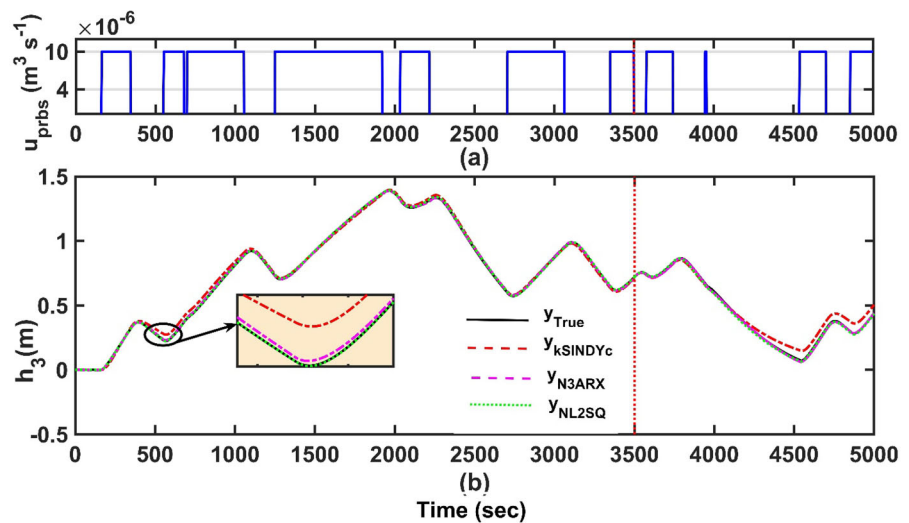 × 10^-6
u_prbs (m^3 s^-1)
10
4
0 500 1000 1500 2000 2500 3000 3500 4000 4500 5000
(a)
h_3(m)
1.5
1
0.5
0
-0.5
y_True
y_kSINDYc
y_N3ARX
y_NL2SQ
0 500 1000 1500 2000 2500 3000 3500 4000 4500 5000
(b)
Time (sec)